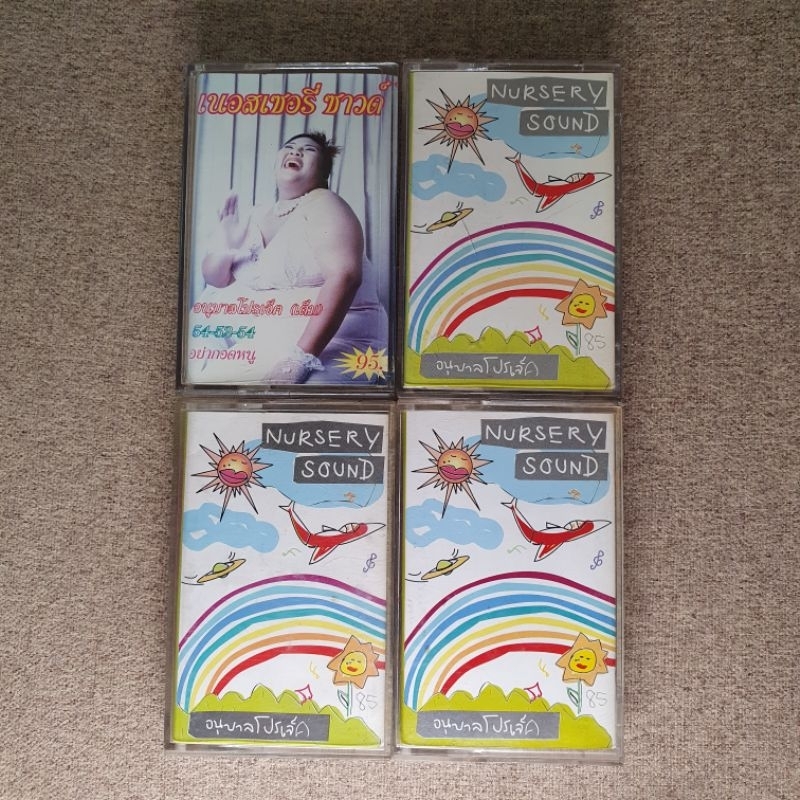 เนอสเซอรี่ ซาวด์
อนุบาลโปรเจ็ค (เต็ม)
54-52-54
อย่ากอดหนู
95.
NURSERY
SOUND
85
อนุบาลโปรเจ็ค
NURSERY
SOUND
85
อนุบาลโปรเจ็ค
NURSERY
SOUND
85
อนุบาลโปรเจ็ค